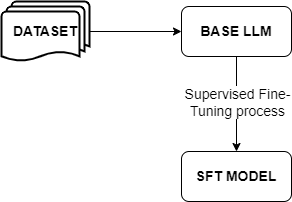 DATASET
BASE LLM
Supervised Fine-
Tuning process
SFT MODEL